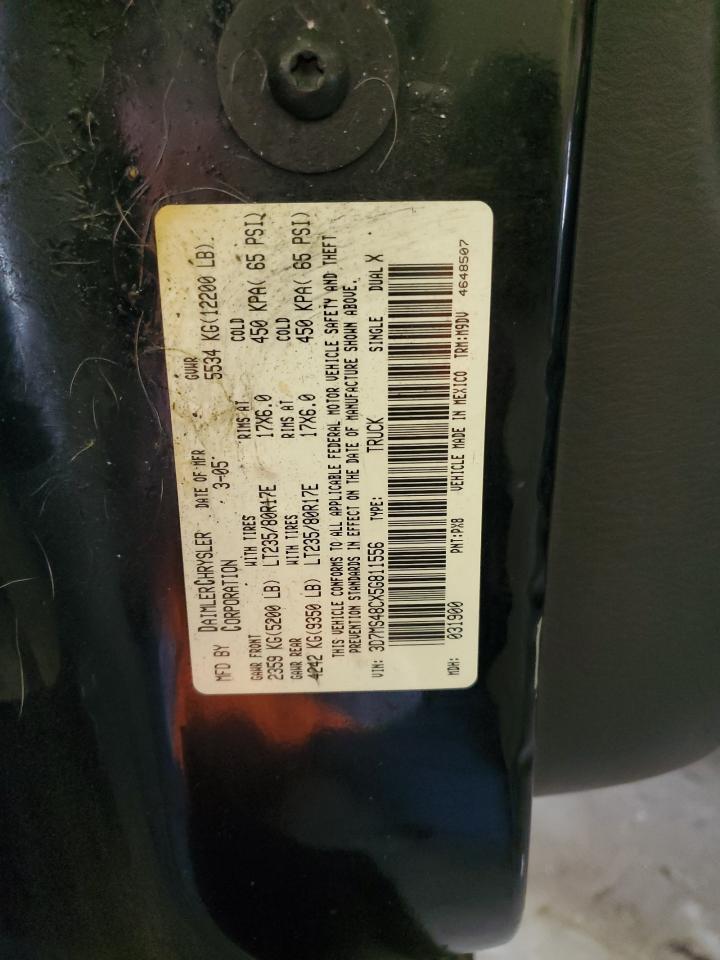 MFD BY DAIMLERCHRYSLER CORPORATION
DATE OF MFR 3-05
GVWR 5534 KG(12200 LB)
GAWR FRONT WITH TIRES RIMS AT COLD
2359 KG(5200 LB) LT235/80R17E 17X6.0 450 KPA( 65 PSI)
GAWR REAR WITH TIRES RIMS AT COLD
4242 KG(9350 LB) LT235/80R17E 17X6.0 450 KPA( 65 PSI)
THIS VEHICLE CONFORMS TO ALL APPLICABLE FEDERAL MOTOR VEHICLE SAFETY AND THEFT
PREVENTION STANDARDS IN EFFECT ON THE DATE OF MANUFACTURE SHOWN ABOVE.
VIN: 3D7MS48CX5G811556 TYPE: TRUCK SINGLE DUAL X
MDH: 031900 PNT:PX8 VEHICLE MADE IN MEXICO TRM:M9DV 4648507